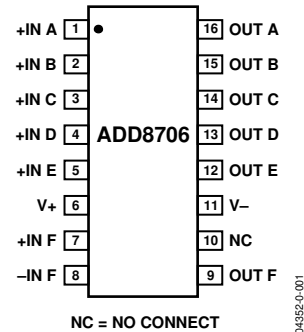 +IN A 1 16 OUT A
+IN B 2 15 OUT B
+IN C 3 14 OUT C
+IN D 4 ADD8706 13 OUT D
+IN E 5 12 OUT E
V+ 6 11 V–
+IN F 7 10 NC
–IN F 8 9 OUT F
NC = NO CONNECT
04352-0-001